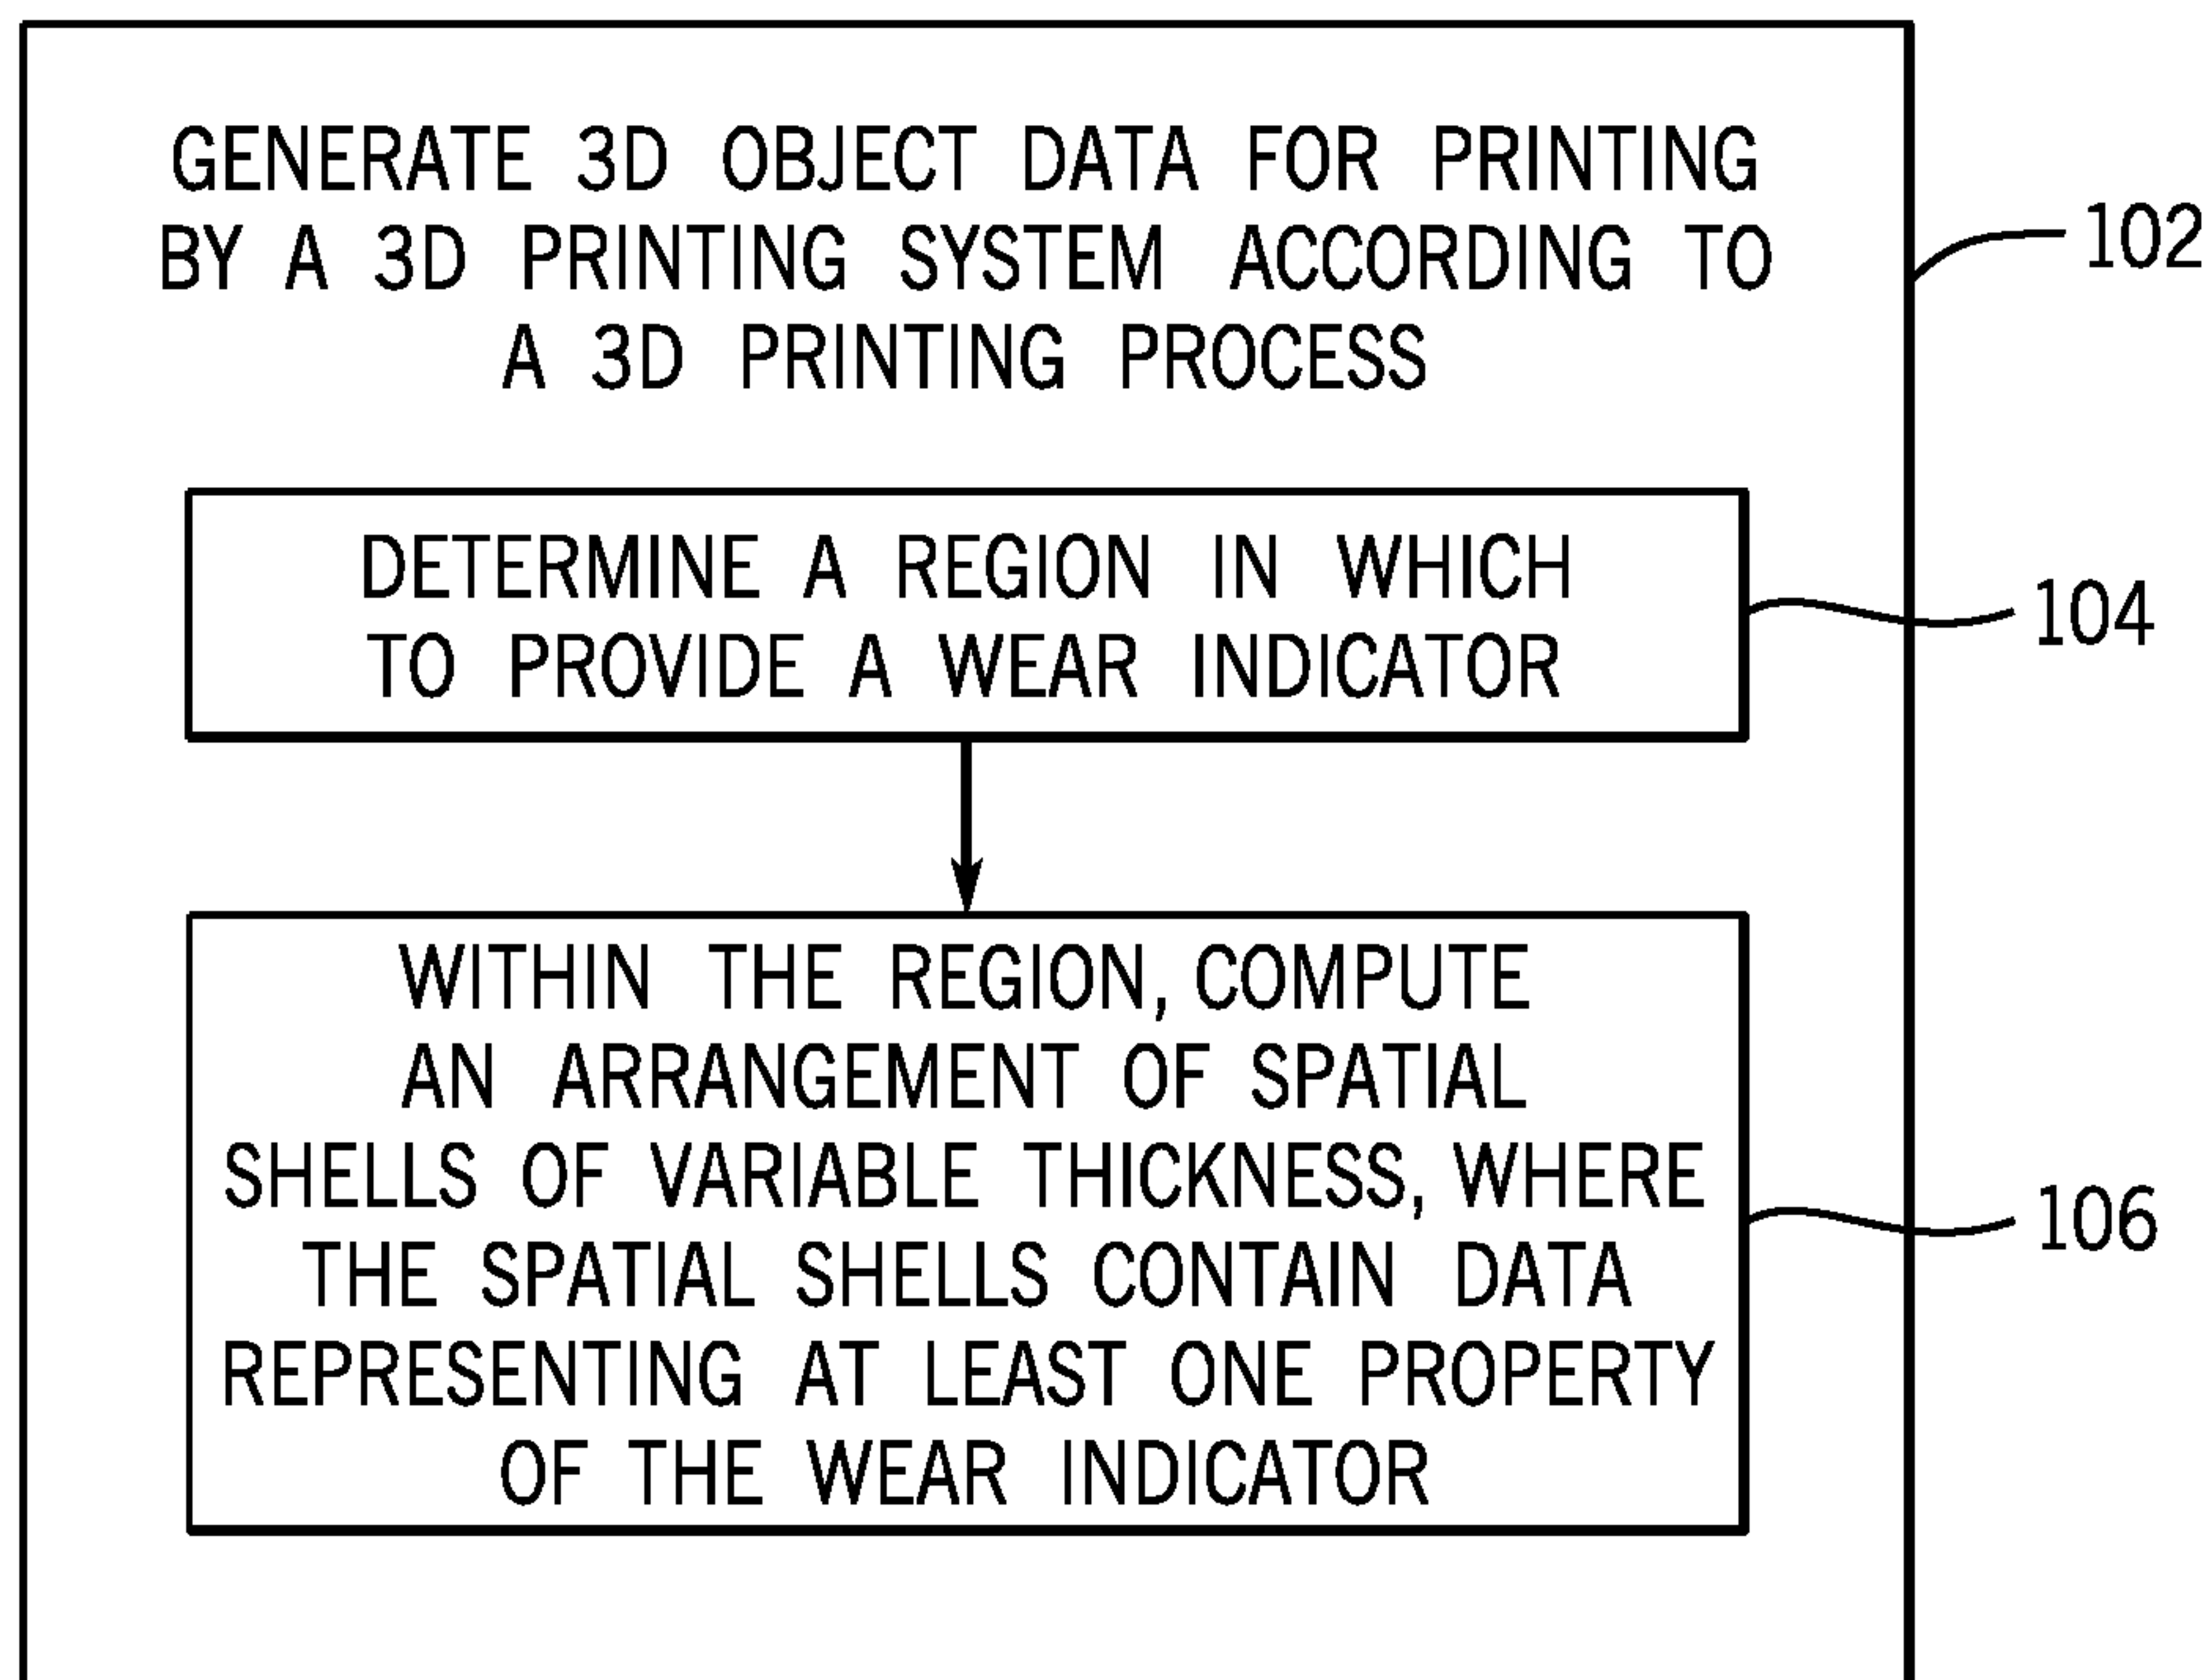 GENERATE 3D OBJECT DATA FOR PRINTING
BY A 3D PRINTING SYSTEM ACCORDING TO
A 3D PRINTING PROCESS
102
DETERMINE A REGION IN WHICH
TO PROVIDE A WEAR INDICATOR
104
WITHIN THE REGION, COMPUTE
AN ARRANGEMENT OF SPATIAL
SHELLS OF VARIABLE THICKNESS, WHERE
THE SPATIAL SHELLS CONTAIN DATA
REPRESENTING AT LEAST ONE PROPERTY
OF THE WEAR INDICATOR
106